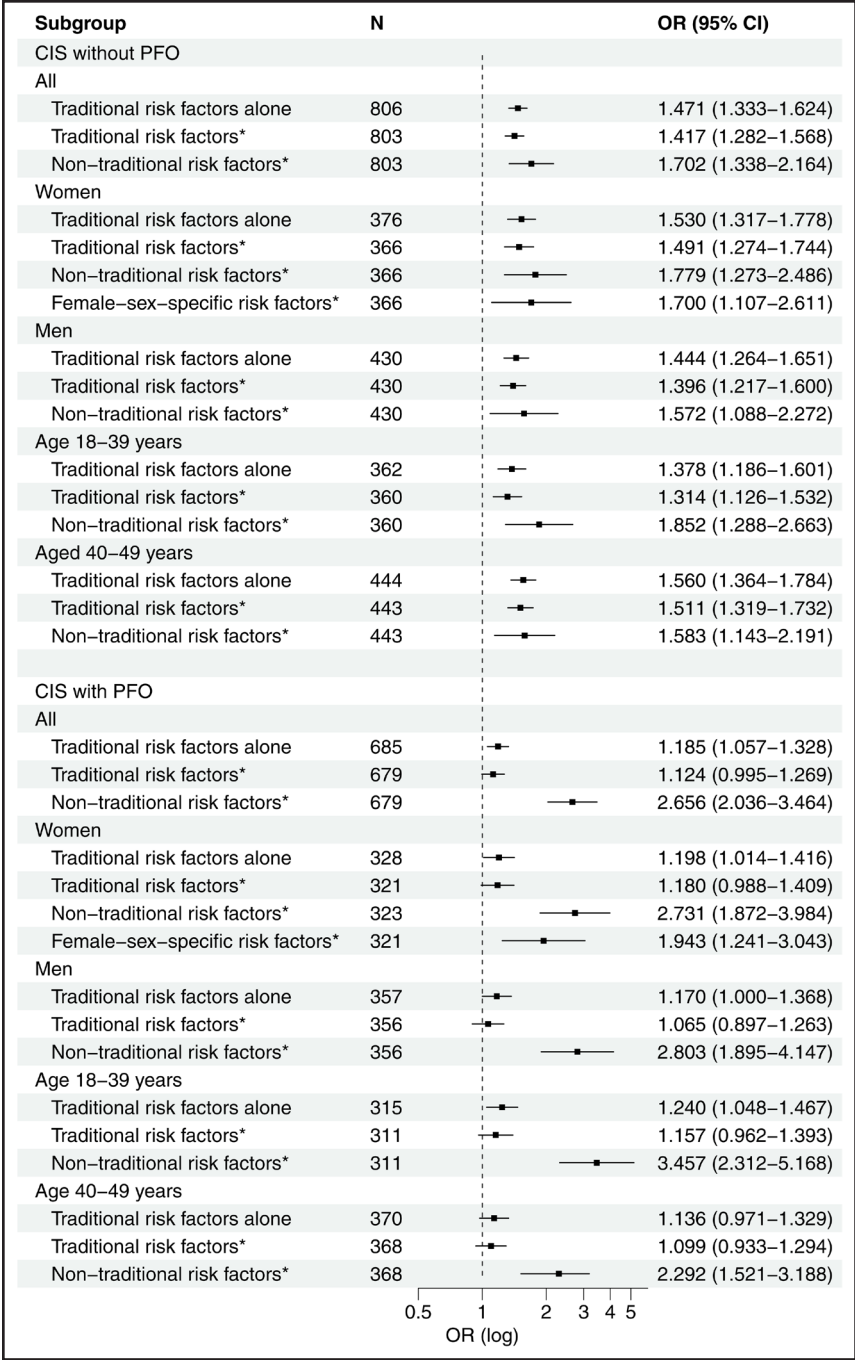 Subgroup N OR (95% CI)
CIS without PFO
All
Traditional risk factors alone 806 1.471 (1.333–1.624)
Traditional risk factors* 803 1.417 (1.282–1.568)
Non–traditional risk factors* 803 1.702 (1.338–2.164)
Women
Traditional risk factors alone 376 1.530 (1.317–1.778)
Traditional risk factors* 366 1.491 (1.274–1.744)
Non–traditional risk factors* 366 1.779 (1.273–2.486)
Female–sex–specific risk factors* 366 1.700 (1.107–2.611)
Men
Traditional risk factors alone 430 1.444 (1.264–1.651)
Traditional risk factors* 430 1.396 (1.217–1.600)
Non–traditional risk factors* 430 1.572 (1.088–2.272)
Age 18–39 years
Traditional risk factors alone 362 1.378 (1.186–1.601)
Traditional risk factors* 360 1.314 (1.126–1.532)
Non–traditional risk factors* 360 1.852 (1.288–2.663)
Aged 40–49 years
Traditional risk factors alone 444 1.560 (1.364–1.784)
Traditional risk factors* 443 1.511 (1.319–1.732)
Non–traditional risk factors* 443 1.583 (1.143–2.191)
CIS with PFO
All
Traditional risk factors alone 685 1.185 (1.057–1.328)
Traditional risk factors* 679 1.124 (0.995–1.269)
Non–traditional risk factors* 679 2.656 (2.036–3.464)
Women
Traditional risk factors alone 328 1.198 (1.014–1.416)
Traditional risk factors* 321 1.180 (0.988–1.409)
Non–traditional risk factors* 323 2.731 (1.872–3.984)
Female–sex–specific risk factors* 321 1.943 (1.241–3.043)
Men
Traditional risk factors alone 357 1.170 (1.000–1.368)
Traditional risk factors* 356 1.065 (0.897–1.263)
Non–traditional risk factors* 356 2.803 (1.895–4.147)
Age 18–39 years
Traditional risk factors alone 315 1.240 (1.048–1.467)
Traditional risk factors* 311 1.157 (0.962–1.393)
Non–traditional risk factors* 311 3.457 (2.312–5.168)
Age 40–49 years
Traditional risk factors alone 370 1.136 (0.971–1.329)
Traditional risk factors* 368 1.099 (0.933–1.294)
Non–traditional risk factors* 368 2.292 (1.521–3.188)
0.5 1 2 3 4 5
OR (log)